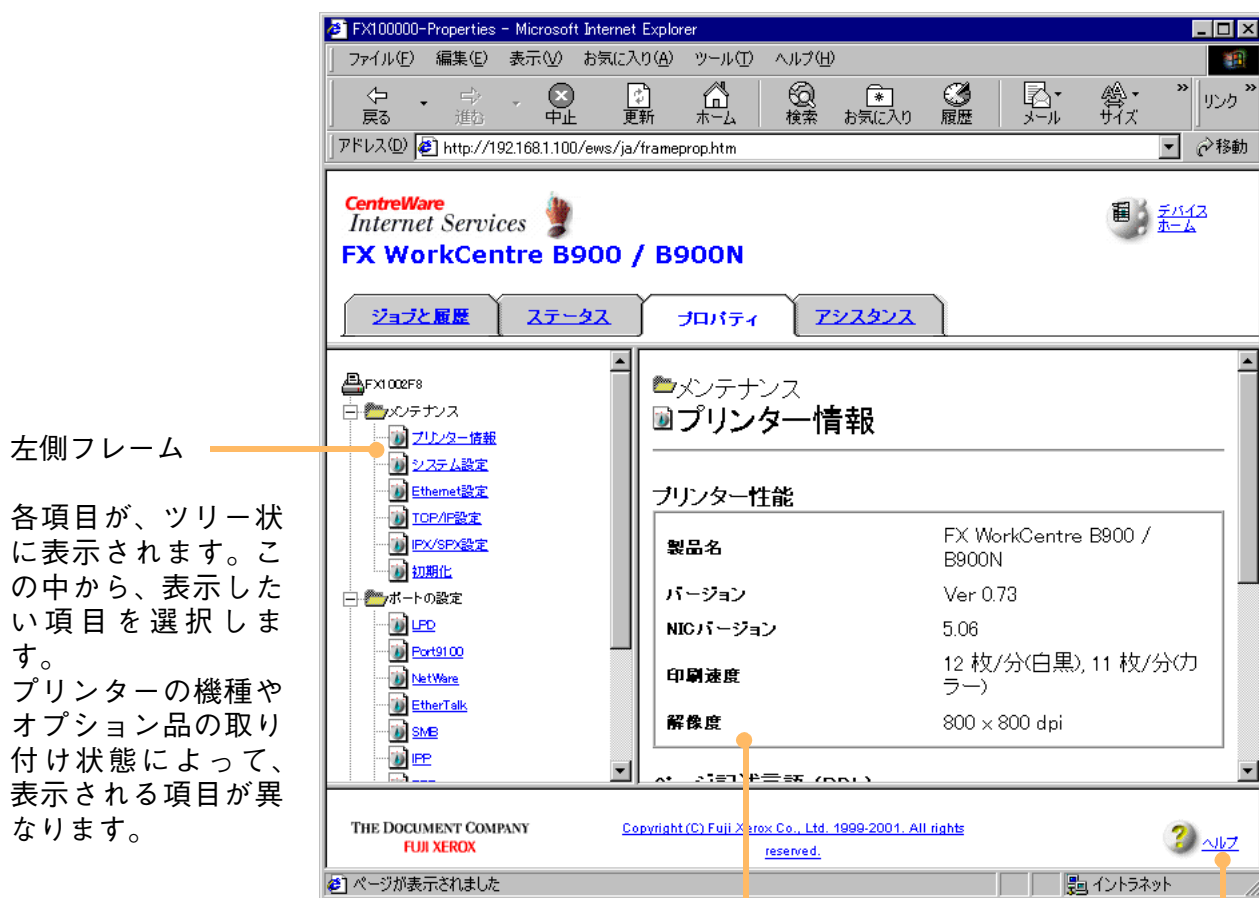 左側フレーム
各項目が、ツリー状
に表示されます。こ
の中から、表示した
い項目を選択しま
す。
プリンターの機種や
オプション品の取り
付け状態によって、
表示される項目が異
なります。
FX100000-Properties - Microsoft Internet Explorer
ファイル(F) 編集(E) 表示(V) お気に入り(A) ツール(T) ヘルプ(H)
戻る 進む 中止 更新 ホーム 検索 お気に入り 履歴 メール サイズ » リンク »
アドレス(D) http://192.168.1.100/ews/ja/frameprop.htm 移動
CentreWare
Internet Services
デバイス
ホーム
FX WorkCentre B900 / B900N
ジョブと履歴 ステータス プロパティ アシスタンス
FX1002F8
メンテナンス
プリンター情報
システム設定
Ethernet設定
TCP/IP設定
IPX/SPX設定
初期化
ポートの設定
LPD
Port9100
NetWare
EtherTalk
SMB
IPP
メンテナンス
プリンター情報
プリンター性能
製品名 FX WorkCentre B900 /
B900N
バージョン Ver 0.73
NICバージョン 5.06
印刷速度 12 枚/分(白黒), 11 枚/分(カ
ラー)
解像度 800 × 800 dpi
THE DOCUMENT COMPANY
FUJI XEROX
Copyright (C) Fuji Xerox Co., Ltd. 1999-2001. All rights
reserved.
ヘルプ
ページが表示されました イントラネット